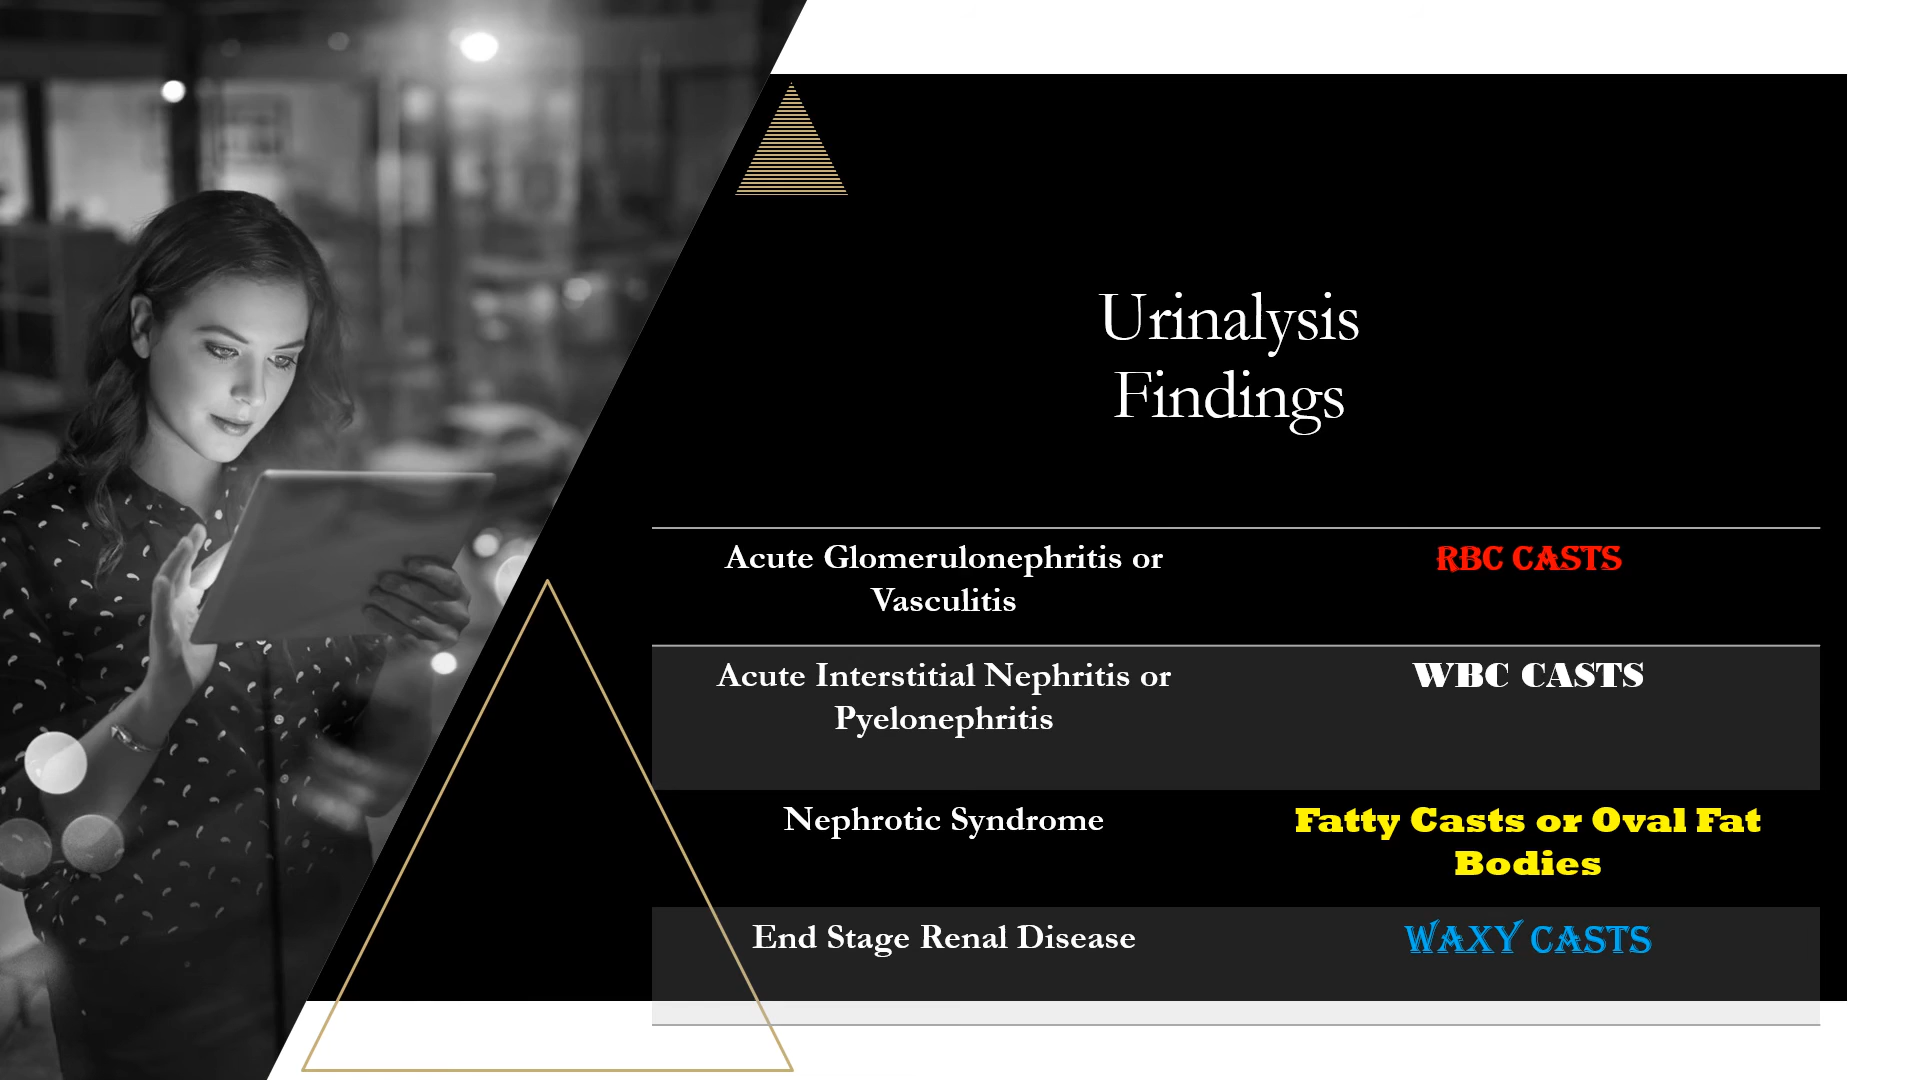 Urinalysis
Findings
Acute Glomerulonephritis or
Vasculitis
RBC CASTS
Acute Interstitial Nephritis or
Pyelonephritis
WBC CASTS
Nephrotic Syndrome
Fatty Casts or Oval Fat
Bodies
End Stage Renal Disease
WAXY CASTS